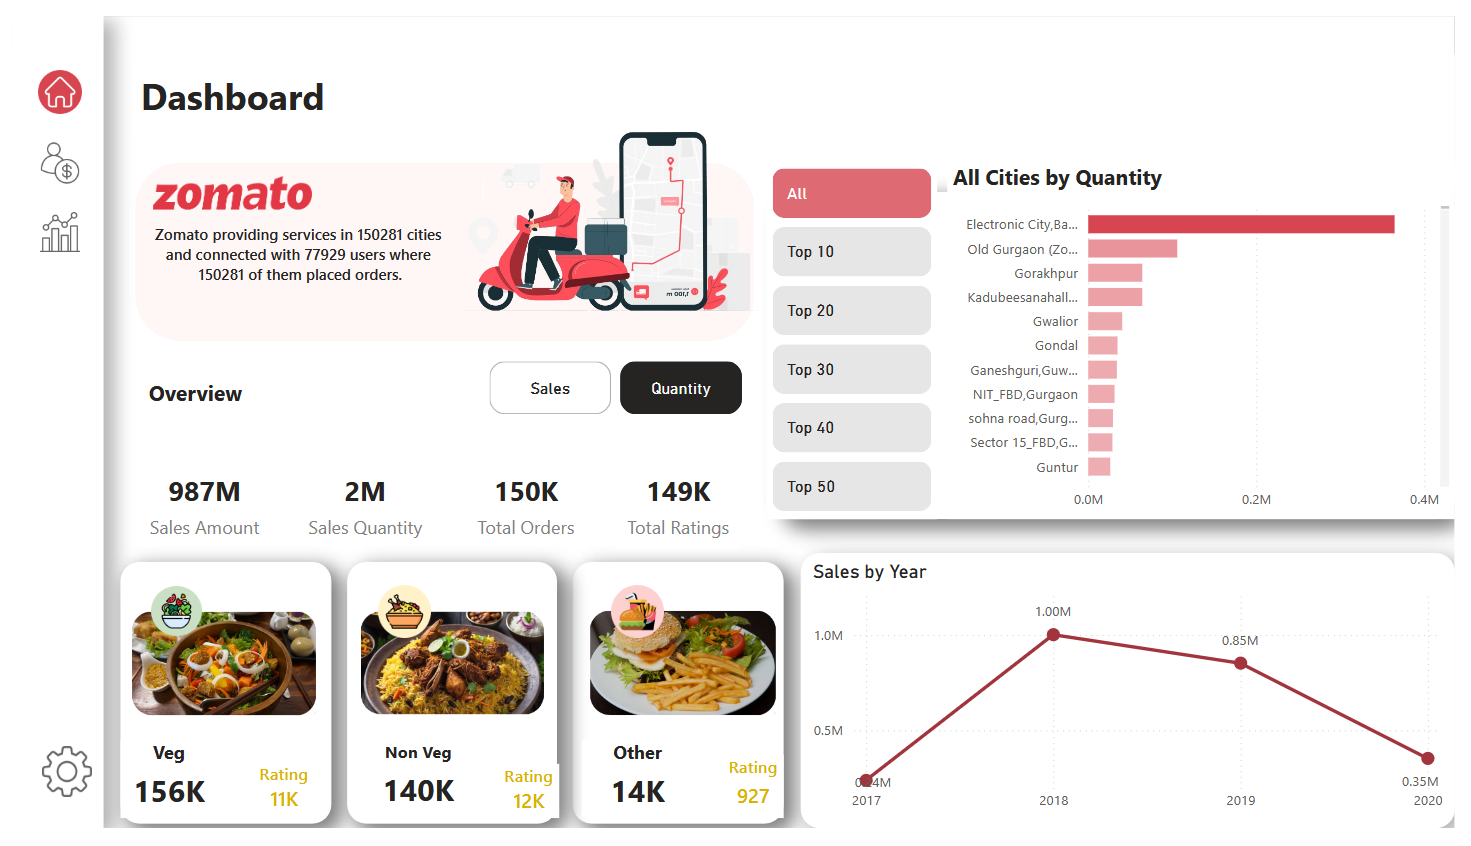 Dashboard
zomato
Zomato providing services in 150281 cities
and connected with 77929 users where
150281 of them placed orders.
Overview
Sales
Quantity
987M
Sales Amount
2M
Sales Quantity
150K
Total Orders
149K
Total Ratings
All
Top 10
Top 20
Top 30
Top 40
Top 50
All Cities by Quantity
Electronic City,Ba...
Old Gurgaon (Zo...
Gorakhpur
Kadubeesanahall...
Gwalior
Gondal
Ganeshguri,Guw...
NIT_FBD,Gurgaon
sohna road,Gurg...
Sector 15_FBD,G...
Guntur
0.0M 0.2M 0.4M
Veg
156K
Rating
11K
Non Veg
140K
Rating
12K
Other
14K
Rating
927
Sales by Year
1.0M
0.5M
1.00M
0.85M
0.35M
2017 2018 2019 2020